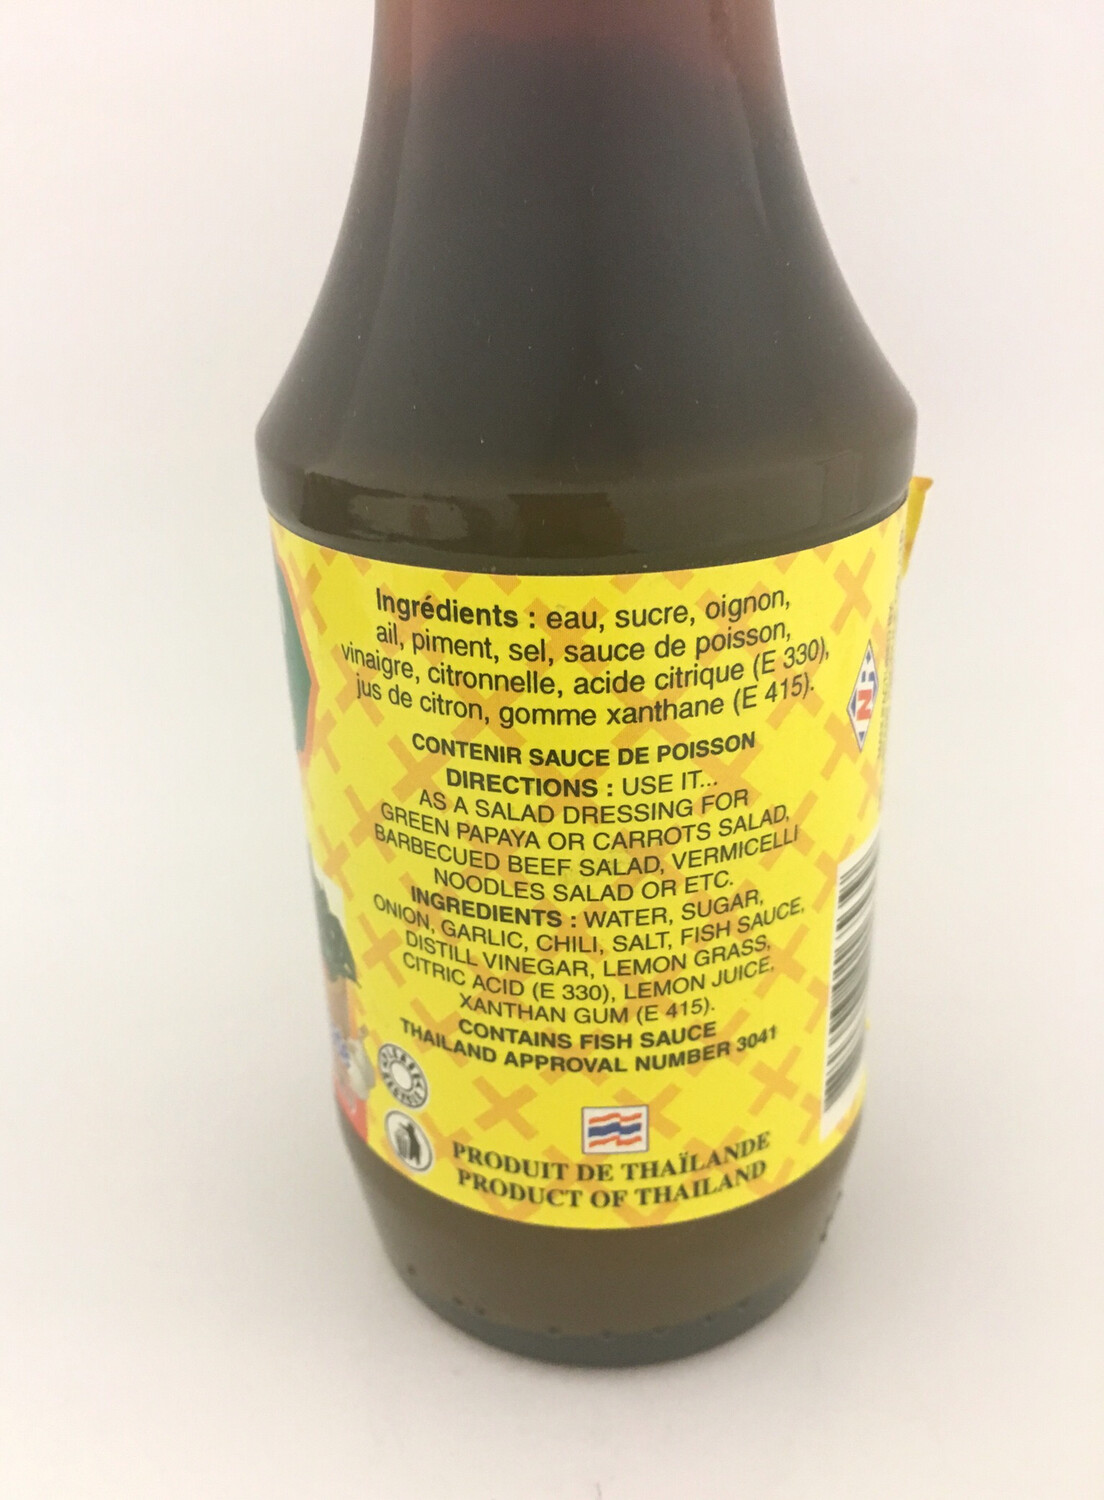 Ingrédients : eau, sucre, oignon,
ail, piment, sel, sauce de poisson,
vinaigre, citronnelle, acide citrique (E 330),
jus de citron, gomme xanthane (E 415).
CONTENIR SAUCE DE POISSON
DIRECTIONS : USE IT...
AS A SALAD DRESSING FOR
GREEN PAPAYA OR CARROTS SALAD,
BARBECUED BEEF SALAD, VERMICELLI
NOODLES SALAD OR ETC.
INGREDIENTS : WATER, SUGAR,
ONION, GARLIC, CHILI, SALT, FISH SAUCE,
DISTILL VINEGAR, LEMON GRASS,
CITRIC ACID (E 330), LEMON JUICE,
XANTHAN GUM (E 415).
CONTAINS FISH SAUCE
THAILAND APPROVAL NUMBER 3041
PLEASE RECYCLE
PRODUIT DE THAÏLANDE
PRODUCT OF THAILAND